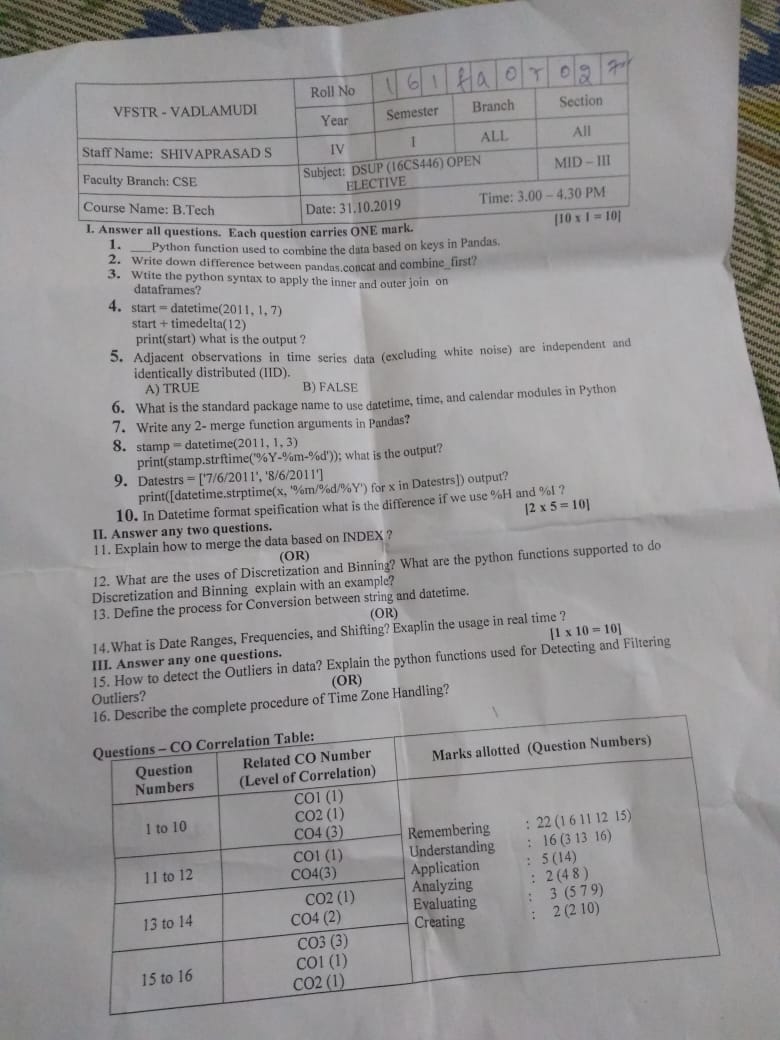 VFSTR - VADLAMUDI
Roll No
Year Semester Branch Section
Staff Name: SHIVAPRASAD S IV I ALL All
Faculty Branch: CSE Subject: DSUP (16CS446) OPEN ELECTIVE MID – III
Course Name: B.Tech Date: 31.10.2019 Time: 3.00 – 4.30 PM
I. Answer all questions. Each question carries ONE mark. [10 x 1 = 10]
1. ___Python function used to combine the data based on keys in Pandas.
2. Write down difference between pandas.concat and combine_first?
3. Wtite the python syntax to apply the inner and outer join on
dataframes?
4. start = datetime(2011, 1, 7)
start + timedelta(12)
print(start) what is the output ?
5. Adjacent observations in time series data (excluding white noise) are independent and
identically distributed (IID).
A) TRUE B) FALSE
6. What is the standard package name to use datetime, time, and calendar modules in Python
7. Write any 2- merge function arguments in Pandas?
8. stamp = datetime(2011, 1, 3)
print(stamp.strftime('%Y-%m-%d')); what is the output?
9. Datestrs = ['7/6/2011', '8/6/2011']
print([datetime.strptime(x, '%m/%d/%Y') for x in Datestrs]) output?
10. In Datetime format speification what is the difference if we use %H and %I ?
II. Answer any two questions. [2 x 5 = 10]
11. Explain how to merge the data based on INDEX ?
(OR)
12. What are the uses of Discretization and Binning? What are the python functions supported to do
Discretization and Binning explain with an example?
13. Define the process for Conversion between string and datetime.
(OR)
14.What is Date Ranges, Frequencies, and Shifting? Exaplin the usage in real time ?
III. Answer any one questions. [1 x 10 = 10]
15. How to detect the Outliers in data? Explain the python functions used for Detecting and Filtering
Outliers?
(OR)
16. Describe the complete procedure of Time Zone Handling?
Questions – CO Correlation Table:
Question Numbers
Related CO Number (Level of Correlation)
Marks allotted (Question Numbers)
1 to 10
CO1 (1)
CO2 (1)
CO4 (3)
11 to 12
CO1 (1)
CO4(3)
13 to 14
CO2 (1)
CO4 (2)
15 to 16
CO3 (3)
CO1 (1)
CO2 (1)
Remembering : 22 (1 6 11 12 15)
Understanding : 16 (3 13 16)
Application : 5 (14)
Analyzing : 2 (4 8 )
Evaluating : 3 (5 7 9)
Creating : 2 (2 10)